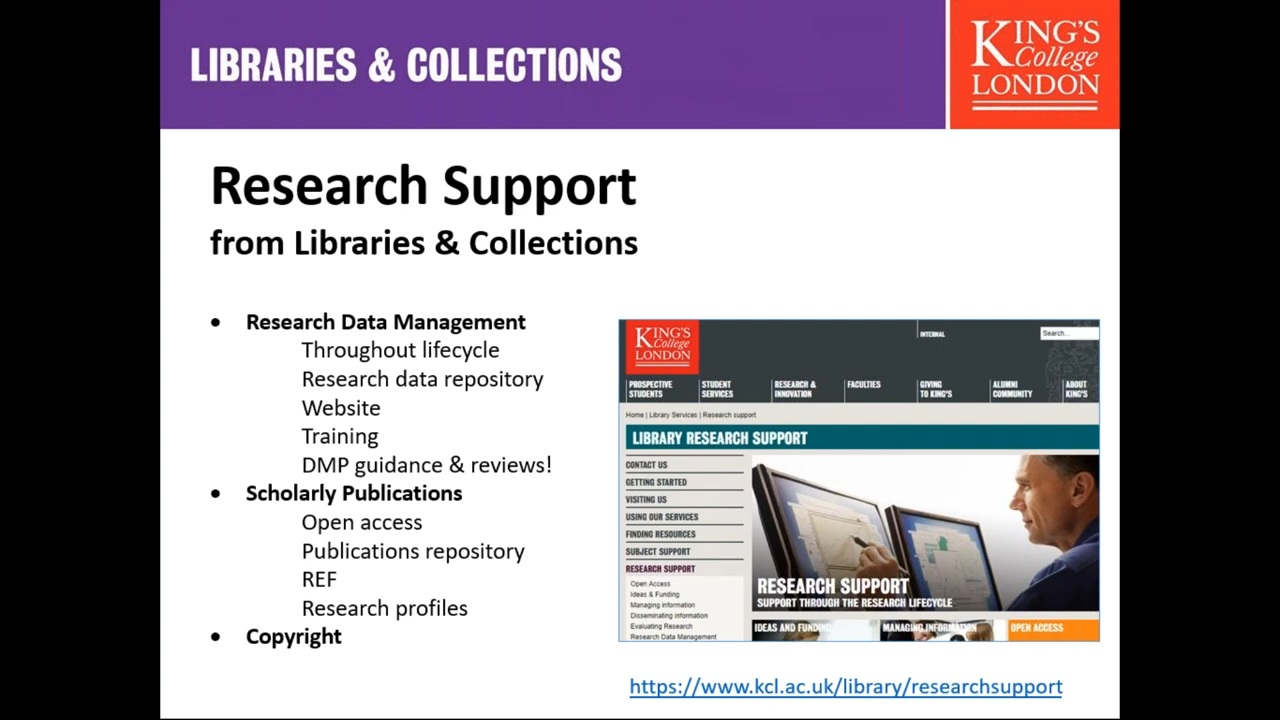 LIBRARIES & COLLECTIONS
KING'S
College
LONDON
Research Support
from Libraries & Collections
• Research Data Management
Throughout lifecycle
Research data repository
Website
Training
DMP guidance & reviews!
• Scholarly Publications
Open access
Publications repository
REF
Research profiles
• Copyright
KING'S
College
LONDON
INTERNAL
Search...
PROSPECTIVE
STUDENTS
STUDENT
SERVICES
RESEARCH &
INNOVATION
FACULTIES
GIVING
TO KING'S
ALUMNI
COMMUNITY
ABOUT
KING'S
Home | Library Services | Research support
LIBRARY RESEARCH SUPPORT
CONTACT US
GETTING STARTED
VISITING US
USING OUR SERVICES
FINDING RESOURCES
SUBJECT SUPPORT
RESEARCH SUPPORT
Open Access
Ideas & Funding
Managing information
Disseminating information
Evaluating Research
Research Data Management
RESEARCH SUPPORT
SUPPORT THROUGH THE RESEARCH LIFECYCLE
IDEAS AND FUNDING
MANAGING INFORMATION
OPEN ACCESS
https://www.kcl.ac.uk/library/researchsupport